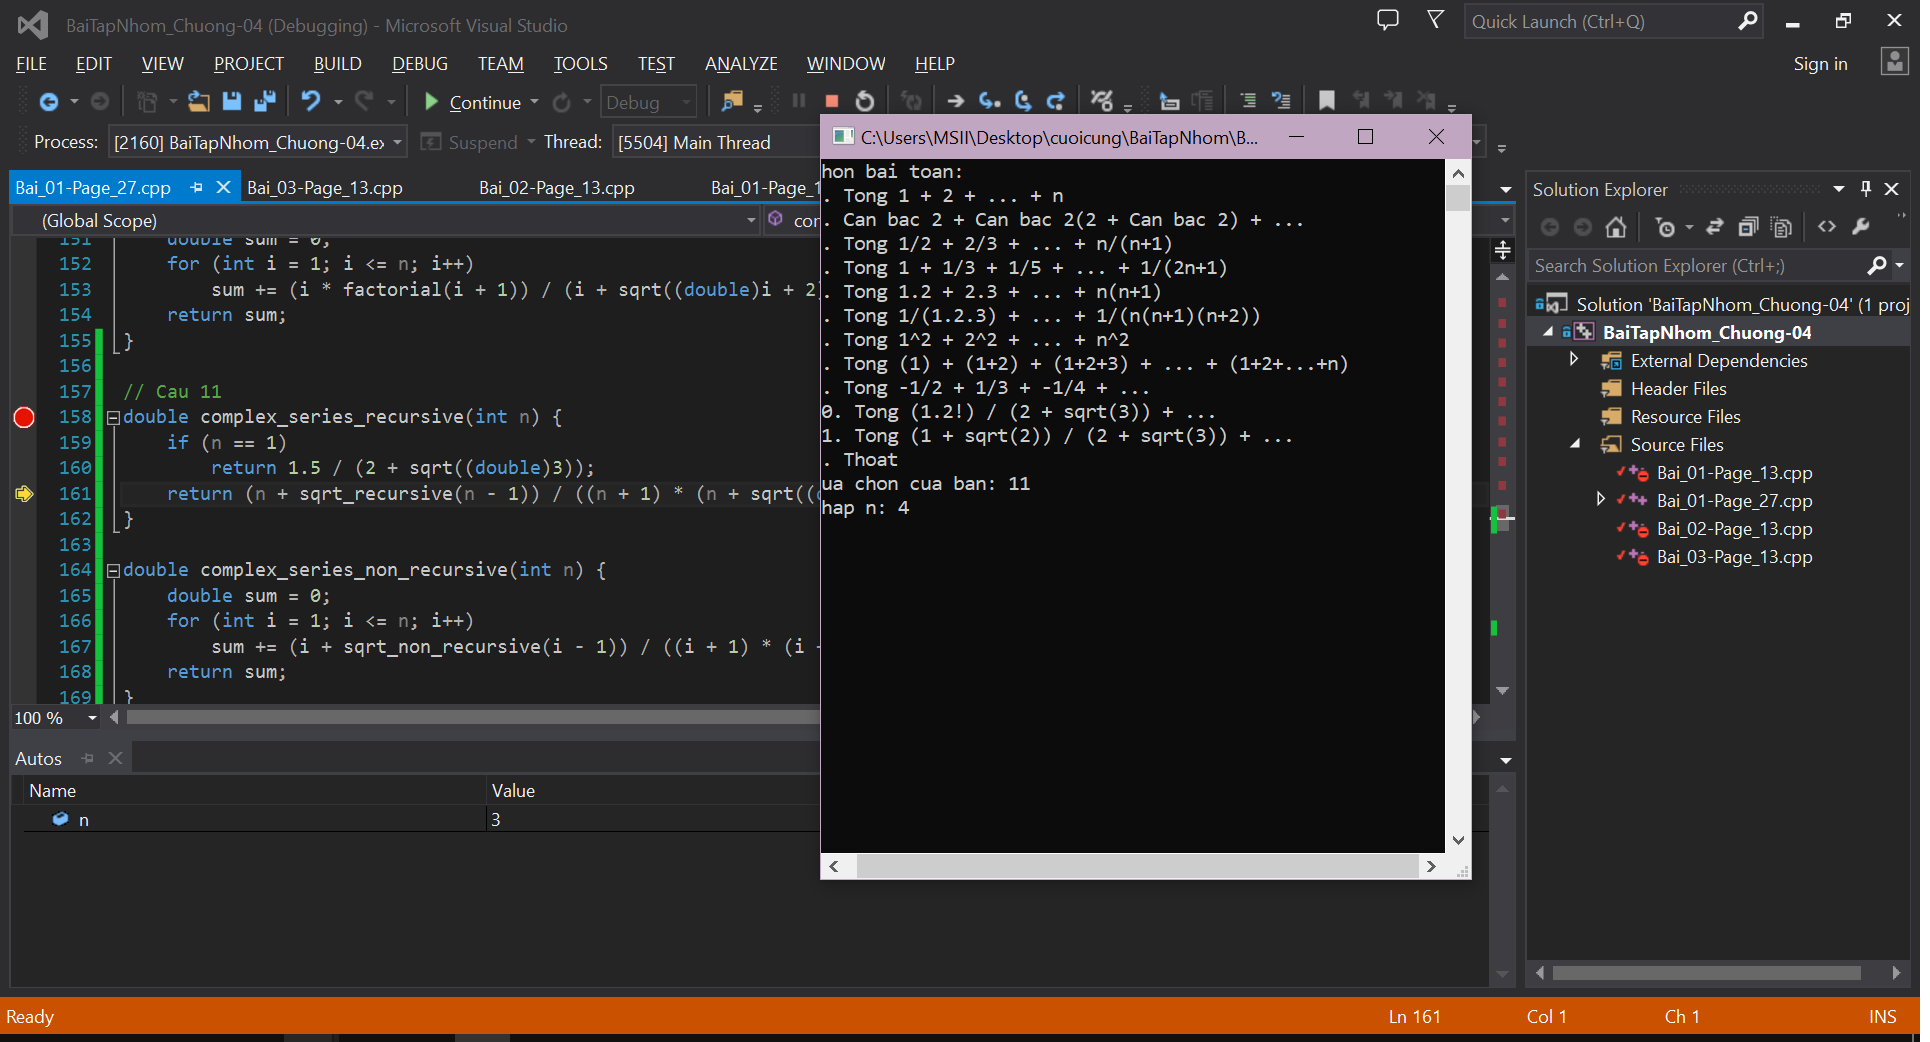 BaiTapNhom_Chuong-04 (Debugging) - Microsoft Visual Studio
Quick Launch (Ctrl+Q)
FILE EDIT VIEW PROJECT BUILD DEBUG TEAM TOOLS TEST ANALYZE WINDOW HELP
Sign in
Continue Debug
Process: [2160] BaiTapNhom_Chuong-04.ex Suspend Thread: [5504] Main Thread
Bai_01-Page_27.cpp Bai_03-Page_13.cpp Bai_02-Page_13.cpp Bai_01-Page_1
(Global Scope) cor
151 double sum = 0;
152 for (int i = 1; i <= n; i++)
153 sum += (i * factorial(i + 1)) / (i + sqrt((double)i + 2
154 return sum;
155 }
156
157 // Cau 11
158 double complex_series_recursive(int n) {
159 if (n == 1)
160 return 1.5 / (2 + sqrt((double)3));
161 return (n + sqrt_recursive(n - 1)) / ((n + 1) * (n + sqrt((
162 }
163
164 double complex_series_non_recursive(int n) {
165 double sum = 0;
166 for (int i = 1; i <= n; i++)
167 sum += (i + sqrt_non_recursive(i - 1)) / ((i + 1) * (i
168 return sum;
169 }
100 %
Autos
Name Value
n 3
C:\Users\MSII\Desktop\cuoicung\BaiTapNhom\B...
hon bai toan:
. Tong 1 + 2 + ... + n
. Can bac 2 + Can bac 2(2 + Can bac 2) + ...
. Tong 1/2 + 2/3 + ... + n/(n+1)
. Tong 1 + 1/3 + 1/5 + ... + 1/(2n+1)
. Tong 1.2 + 2.3 + ... + n(n+1)
. Tong 1/(1.2.3) + ... + 1/(n(n+1)(n+2))
. Tong 1^2 + 2^2 + ... + n^2
. Tong (1) + (1+2) + (1+2+3) + ... + (1+2+...+n)
. Tong -1/2 + 1/3 + -1/4 + ...
0. Tong (1.2!) / (2 + sqrt(3)) + ...
1. Tong (1 + sqrt(2)) / (2 + sqrt(3)) + ...
. Thoat
ua chon cua ban: 11
hap n: 4
Solution Explorer
Search Solution Explorer (Ctrl+;)
Solution 'BaiTapNhom_Chuong-04' (1 proj
BaiTapNhom_Chuong-04
External Dependencies
Header Files
Resource Files
Source Files
Bai_01-Page_13.cpp
Bai_01-Page_27.cpp
Bai_02-Page_13.cpp
Bai_03-Page_13.cpp
Ready Ln 161 Col 1 Ch 1 INS